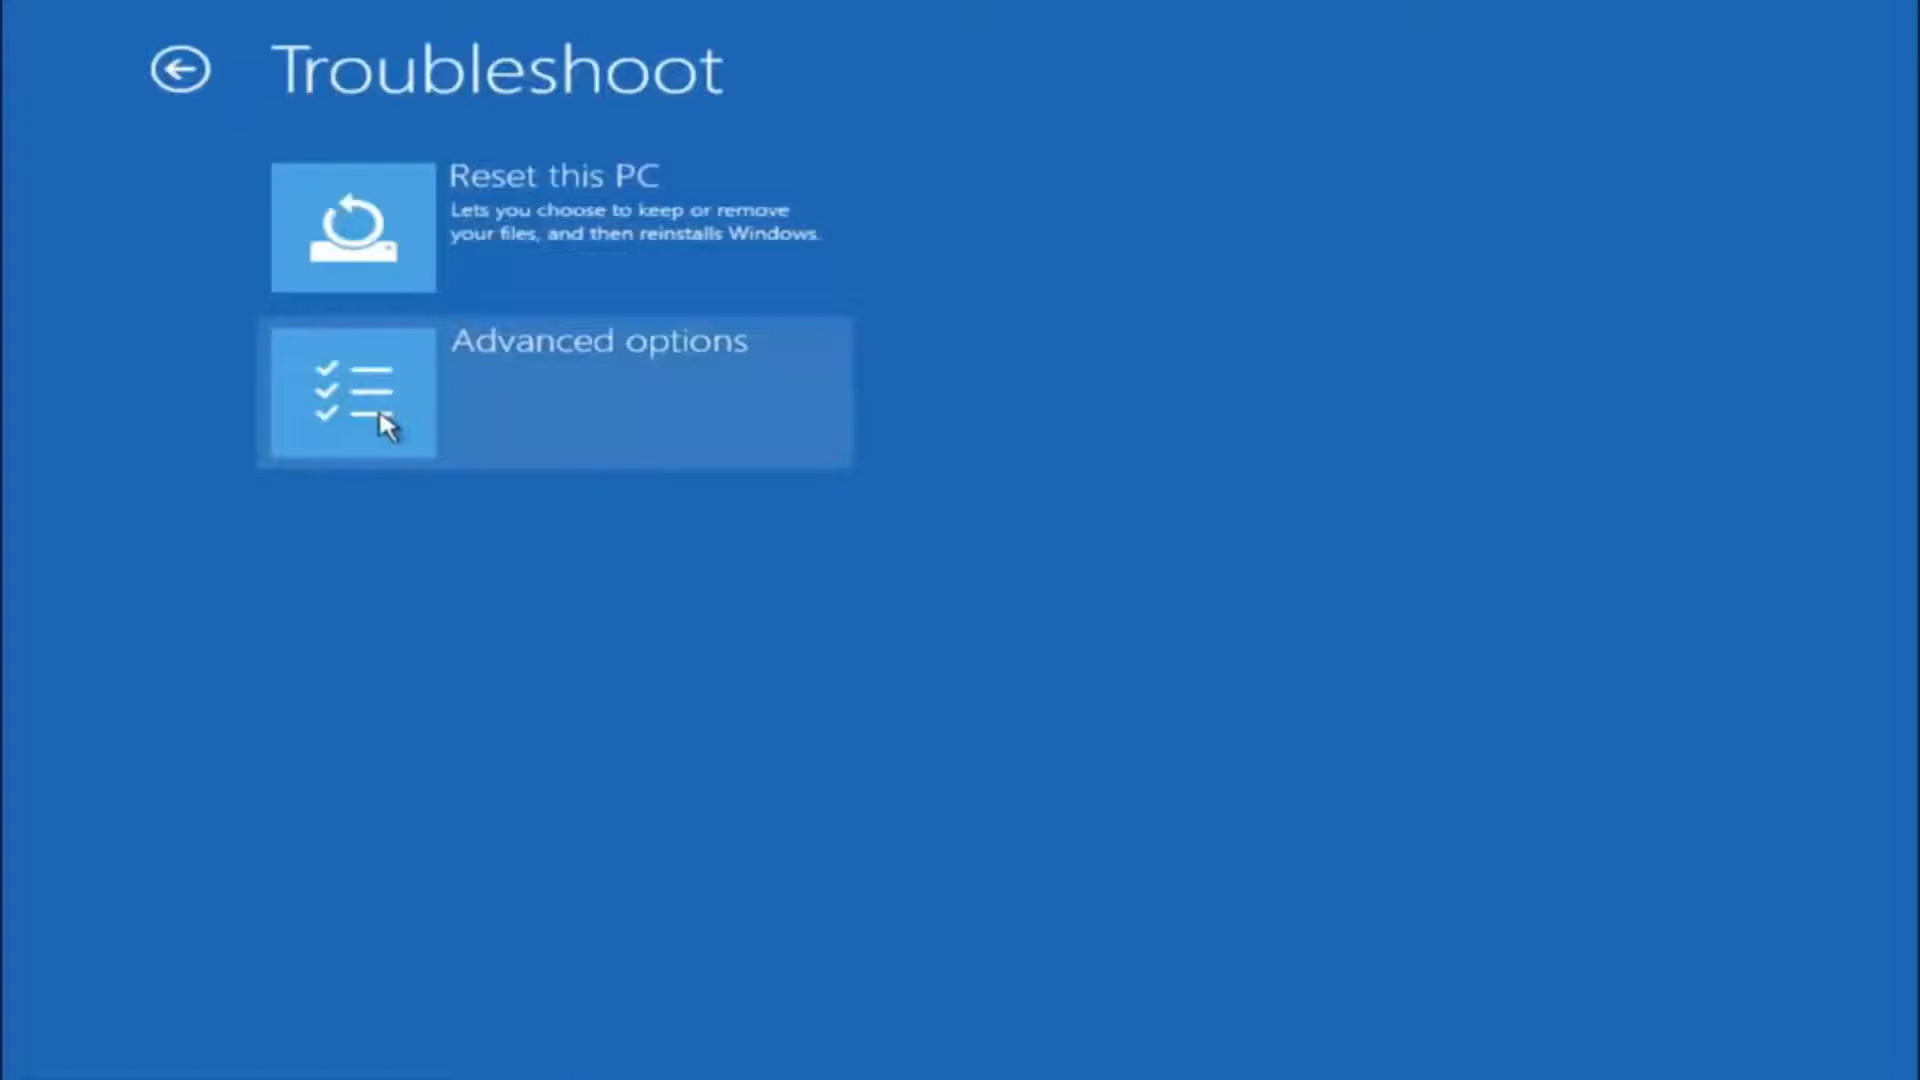 Troubleshoot
Reset this PC
Lets you choose to keep or remove
your files, and then reinstalls Windows.
Advanced options